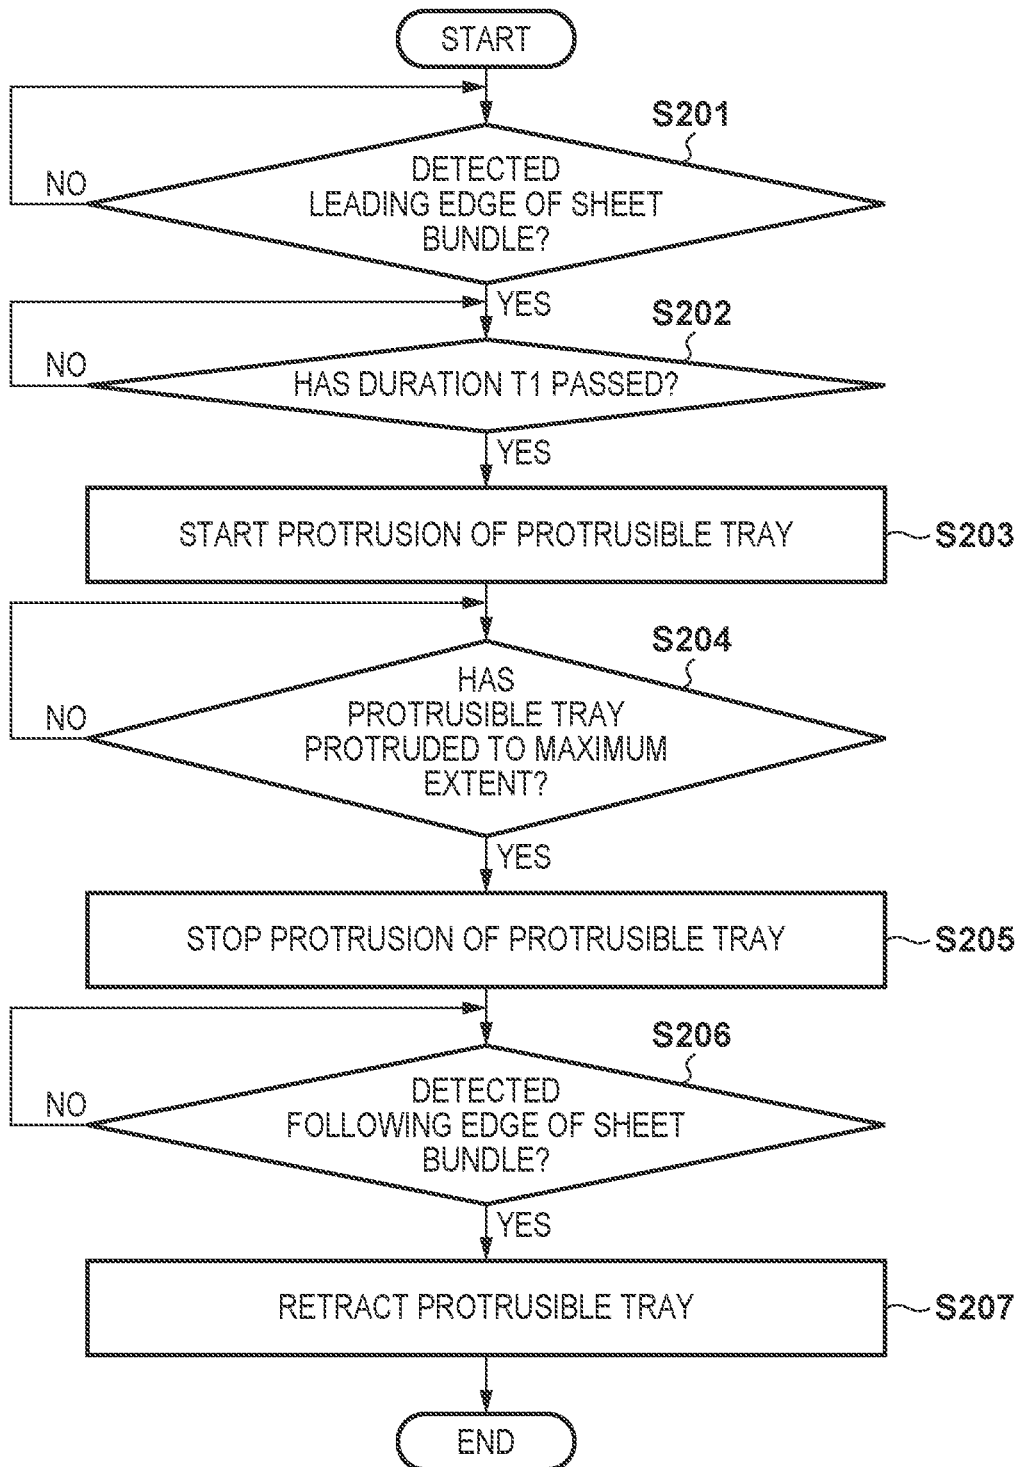 START
S201
DETECTED
LEADING EDGE OF SHEET
BUNDLE?
NO
YES
S202
HAS DURATION T1 PASSED?
NO
YES
START PROTRUSION OF PROTRUSIBLE TRAY
S203
S204
HAS
PROTRUSIBLE TRAY
PROTRUDED TO MAXIMUM
EXTENT?
NO
YES
STOP PROTRUSION OF PROTRUSIBLE TRAY
S205
S206
DETECTED
FOLLOWING EDGE OF SHEET
BUNDLE?
NO
YES
RETRACT PROTRUSIBLE TRAY
S207
END